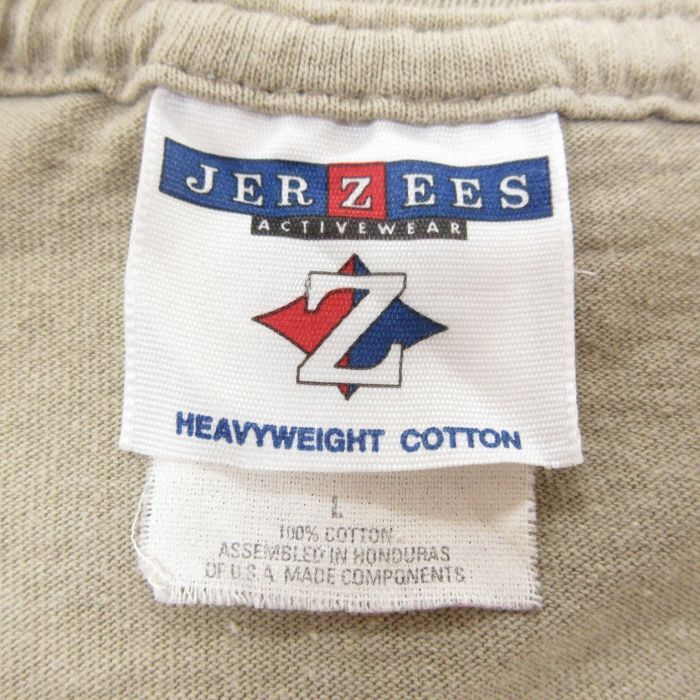 JERZEES
ACTIVEWEAR
Z
HEAVYWEIGHT COTTON
L
100% COTTON
ASSEMBLED IN HONDURAS
OF U.S.A MADE COMPONENTS